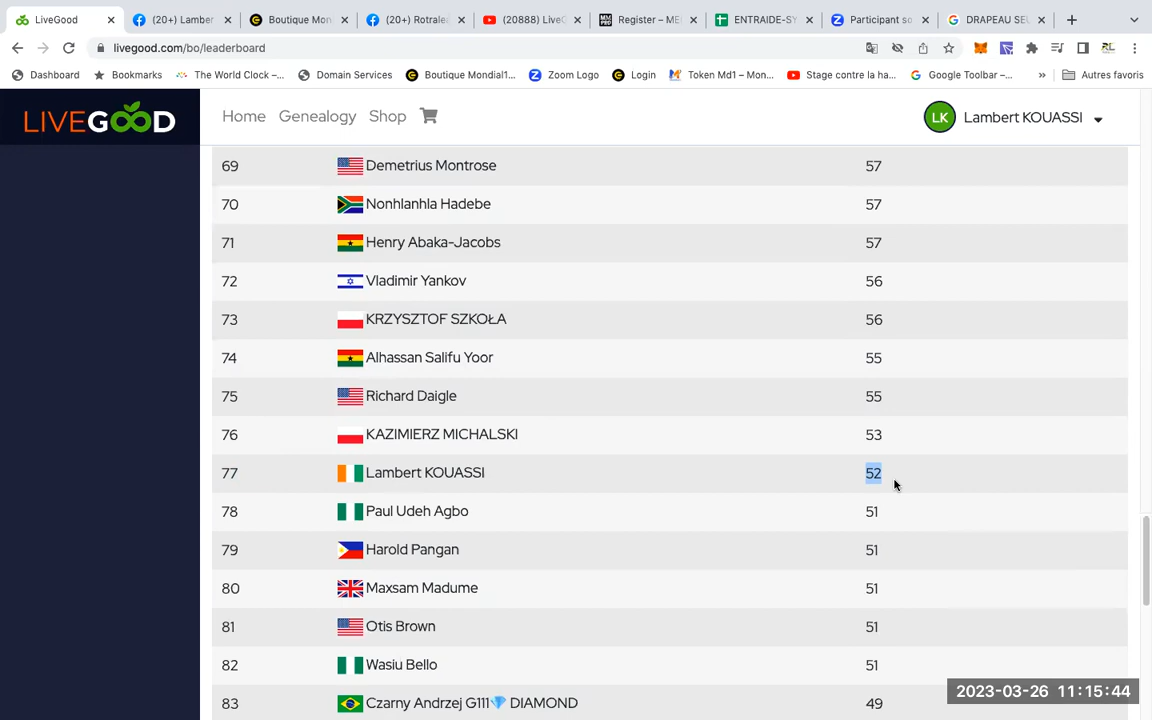 LiveGood
(20+) Lamber
Boutique Mon
(20+) Rotrale
(20888) LiveG
Register – ME
ENTRAIDE-SY
Participant so
DRAPEAU SEL
livegood.com/bo/leaderboard
Dashboard
Bookmarks
The World Clock –...
Domain Services
Boutique Mondial1...
Zoom Logo
Login
Token Md1 – Mon...
Stage contre la ha...
Google Toolbar –...
»
Autres favoris
LIVEGOOD
Home
Genealogy
Shop
LK
Lambert KOUASSI
69 Demetrius Montrose 57
70 Nonhlanhla Hadebe 57
71 Henry Abaka-Jacobs 57
72 Vladimir Yankov 56
73 KRZYSZTOF SZKOŁA 56
74 Alhassan Salifu Yoor 55
75 Richard Daigle 55
76 KAZIMIERZ MICHALSKI 53
77 Lambert KOUASSI 52
78 Paul Udeh Agbo 51
79 Harold Pangan 51
80 Maxsam Madume 51
81 Otis Brown 51
82 Wasiu Bello 51
83 Czarny Andrzej G111💎 DIAMOND 49
2023-03-26 11:15:44